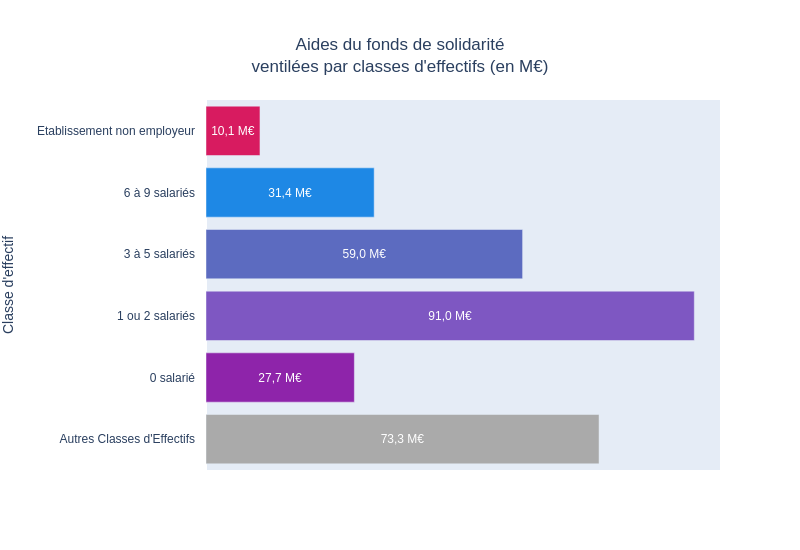 Aides du fonds de solidarité
ventilées par classes d'effectifs (en M€)
Classe d'effectif
Etablissement non employeur
10,1 M€
6 à 9 salariés
31,4 M€
3 à 5 salariés
59,0 M€
1 ou 2 salariés
91,0 M€
0 salarié
27,7 M€
Autres Classes d'Effectifs
73,3 M€